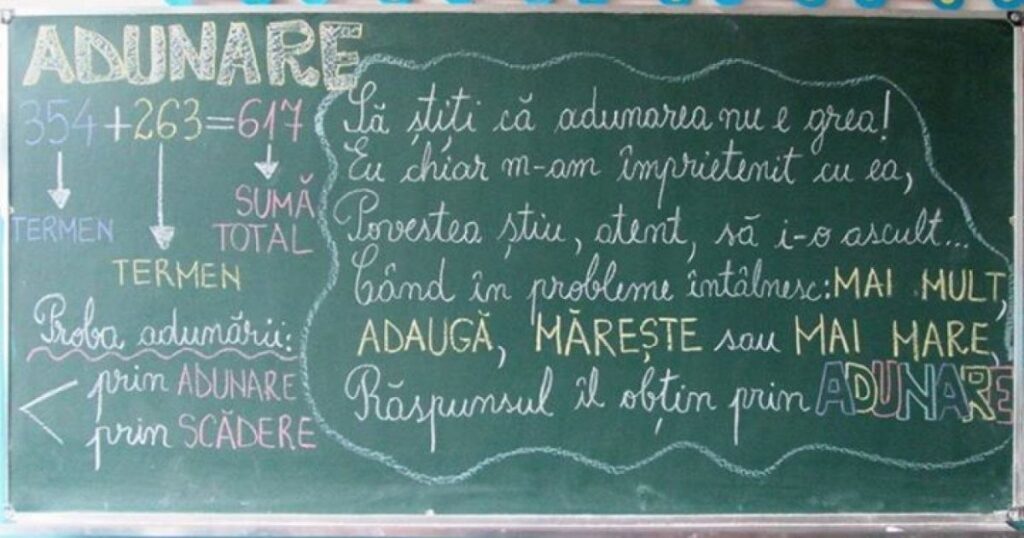 ADUNARE
354+263=617
TERMEN
TERMEN
SUMĂ
TOTAL
Proba adunării:
prin ADUNARE
prin SCĂDERE
Să știți că adunarea nu e grea!
Eu chiar m-am împrietenit cu ea,
Povestea știu, atent, să i-o ascult...
Când în probleme întâlnesc: MAI MULT,
ADAUGĂ, MĂREȘTE sau MAI MARE,
Răspunsul îl obțin prin ADUNARE